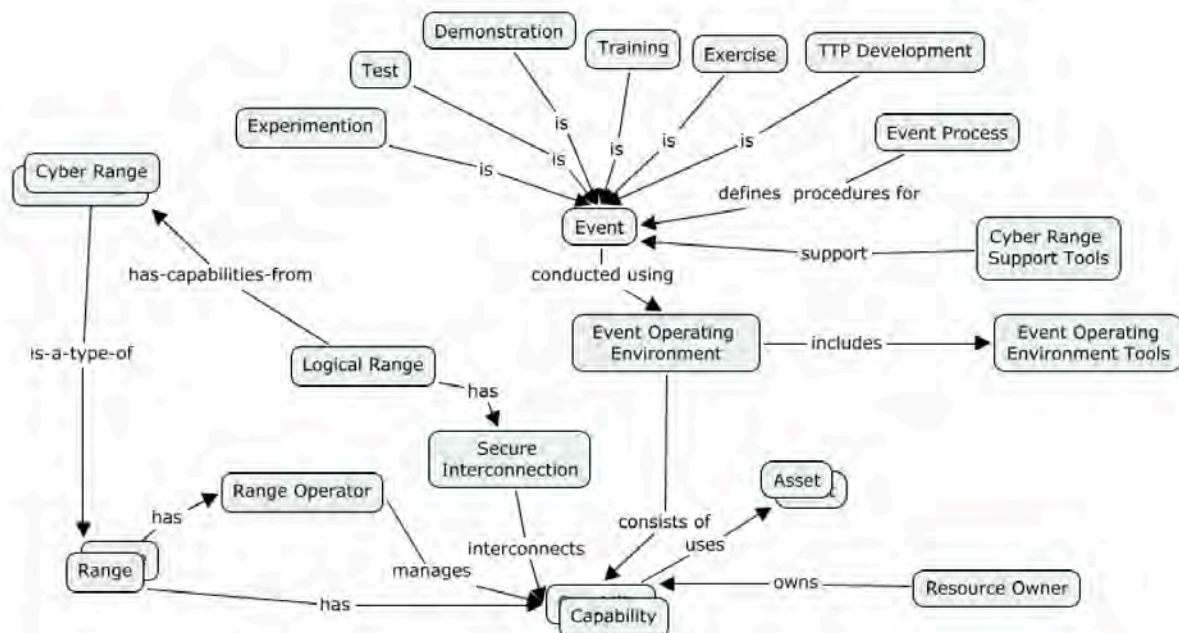 Demonstration
Training
Exercise
TTP Development
Test
Experimention
Event Process
is
is
is
is
is
is
Cyber Range
defines procedures for
Event
Cyber Range
Support Tools
support
has-capabilities-from
conducted using
Event Operating
Environment
includes
Event Operating
Environment Tools
is-a-type-of
Logical Range
has
Secure
Interconnection
Range Operator
Asset
has
consists of
uses
interconnects
Range
manages
owns
Resource Owner
has
Capability